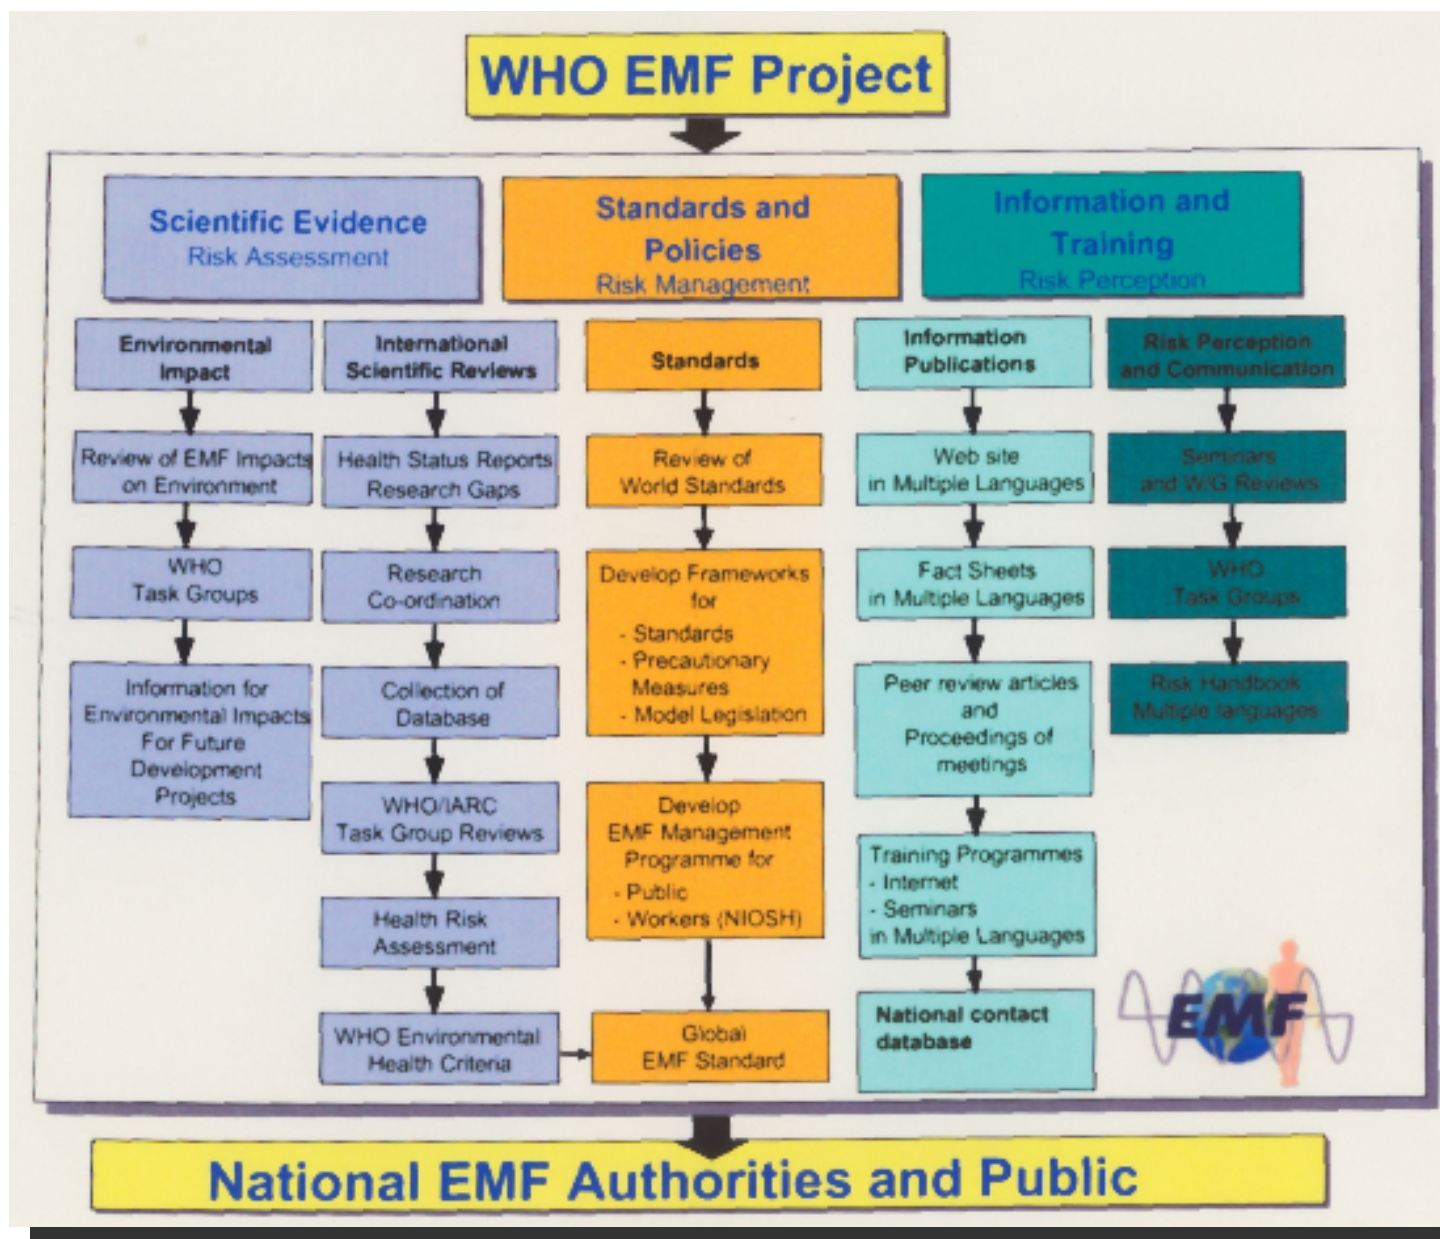 WHO EMF Project
Scientific Evidence
Risk Assessment
Standards and
Policies
Risk Management
Information and
Training
Risk Perception
Environmental
Impact
Review of EMF Impacts
on Environment
WHO
Task Groups
Information for
Environmental Impacts
For Future
Development
Projects
International
Scientific Reviews
Health Status Reports
Research Gaps
Research
Co-ordination
Collection of
Database
WHO/IARC
Task Group Reviews
Health Risk
Assessment
WHO Environmental
Health Criteria
Standards
Review of
World Standards
Develop Frameworks
for
- Standards
- Precautionary
Measures
- Model Legislation
Develop
EMF Management
Programme for
- Public
- Workers (NIOSH)
Global
EMF Standard
Information
Publications
Web site
in Multiple Languages
Fact Sheets
in Multiple Languages
Peer review articles
and
Proceedings of
meetings
Training Programmes
- Internet
- Seminars
in Multiple Languages
National contact
database
Risk Perception
and Communication
Seminars
and W/G Reviews
WHO
Task Groups
Risk Handbook
Multiple languages
EMF
National EMF Authorities and Public